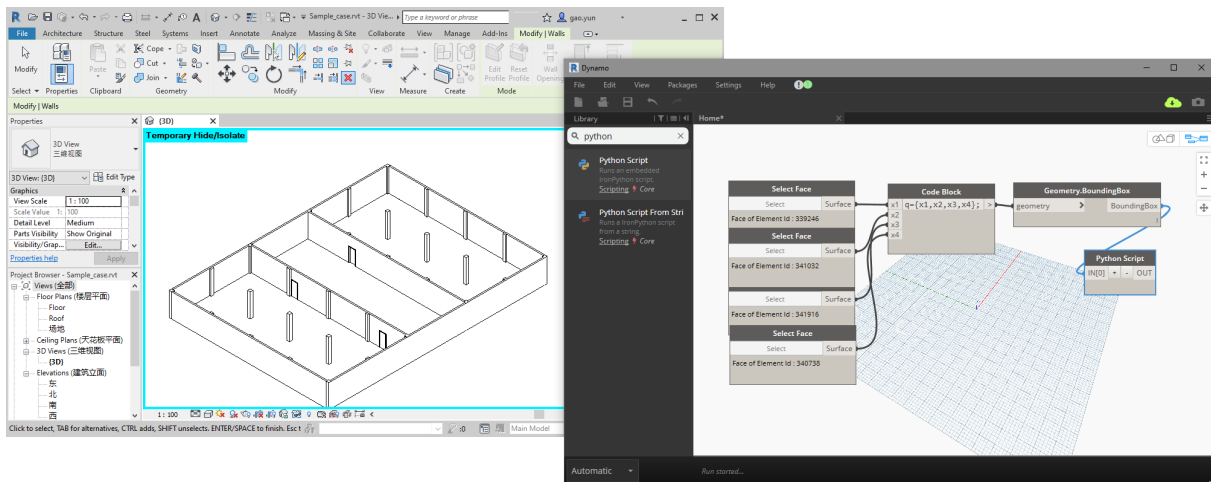 Sample_case.rvt - 3D Vie...
Type a keyword or phrase
gao.yun
File Architecture Structure Steel Systems Insert Annotate Analyze Massing & Site Collaborate View Manage Add-Ins Modify | Walls
Modify
Paste
Cope
Cut
Join
Edit Profile
Reset Profile
Wall Opening
Select Properties Clipboard Geometry Modify View Measure Create Mode
Modify | Walls
Properties
3D View
三维视图
3D View: {3D}
Edit Type
Graphics
View Scale 1 : 100
Scale Value 1: 100
Detail Level Medium
Parts Visibility Show Original
Visibility/Grap... Edit...
Properties help
Apply
Project Browser - Sample_case.rvt
Views (全部)
Floor Plans (楼层平面)
Floor
Roof
场地
Ceiling Plans (天花板平面)
3D Views (三维视图)
{3D}
Elevations (建筑立面)
东
北
南
西
{3D}
Temporary Hide/Isolate
1 : 100
Click to select, TAB for alternatives, CTRL adds, SHIFT unselects. ENTER/SPACE to finish. Esc t
:0
Main Model
Dynamo
File Edit View Packages Settings Help
Library
python
Python Script
Runs an embedded
IronPython script.
Scripting Core
Python Script From Stri
Runs a IronPython script
from a string.
Scripting Core
Home*
Select Face
Select Surface
Face of Element Id : 339246
Select Face
Select Surface
Face of Element Id : 341032
Select Surface
Face of Element Id : 341916
Select Face
Select Surface
Face of Element Id : 340738
Code Block
x1 q={x1,x2,x3,x4}; >
x2
x3
x4
Geometry.BoundingBox
geometry > BoundingBox
Python Script
IN[0] + - OUT
Automatic
Run started...